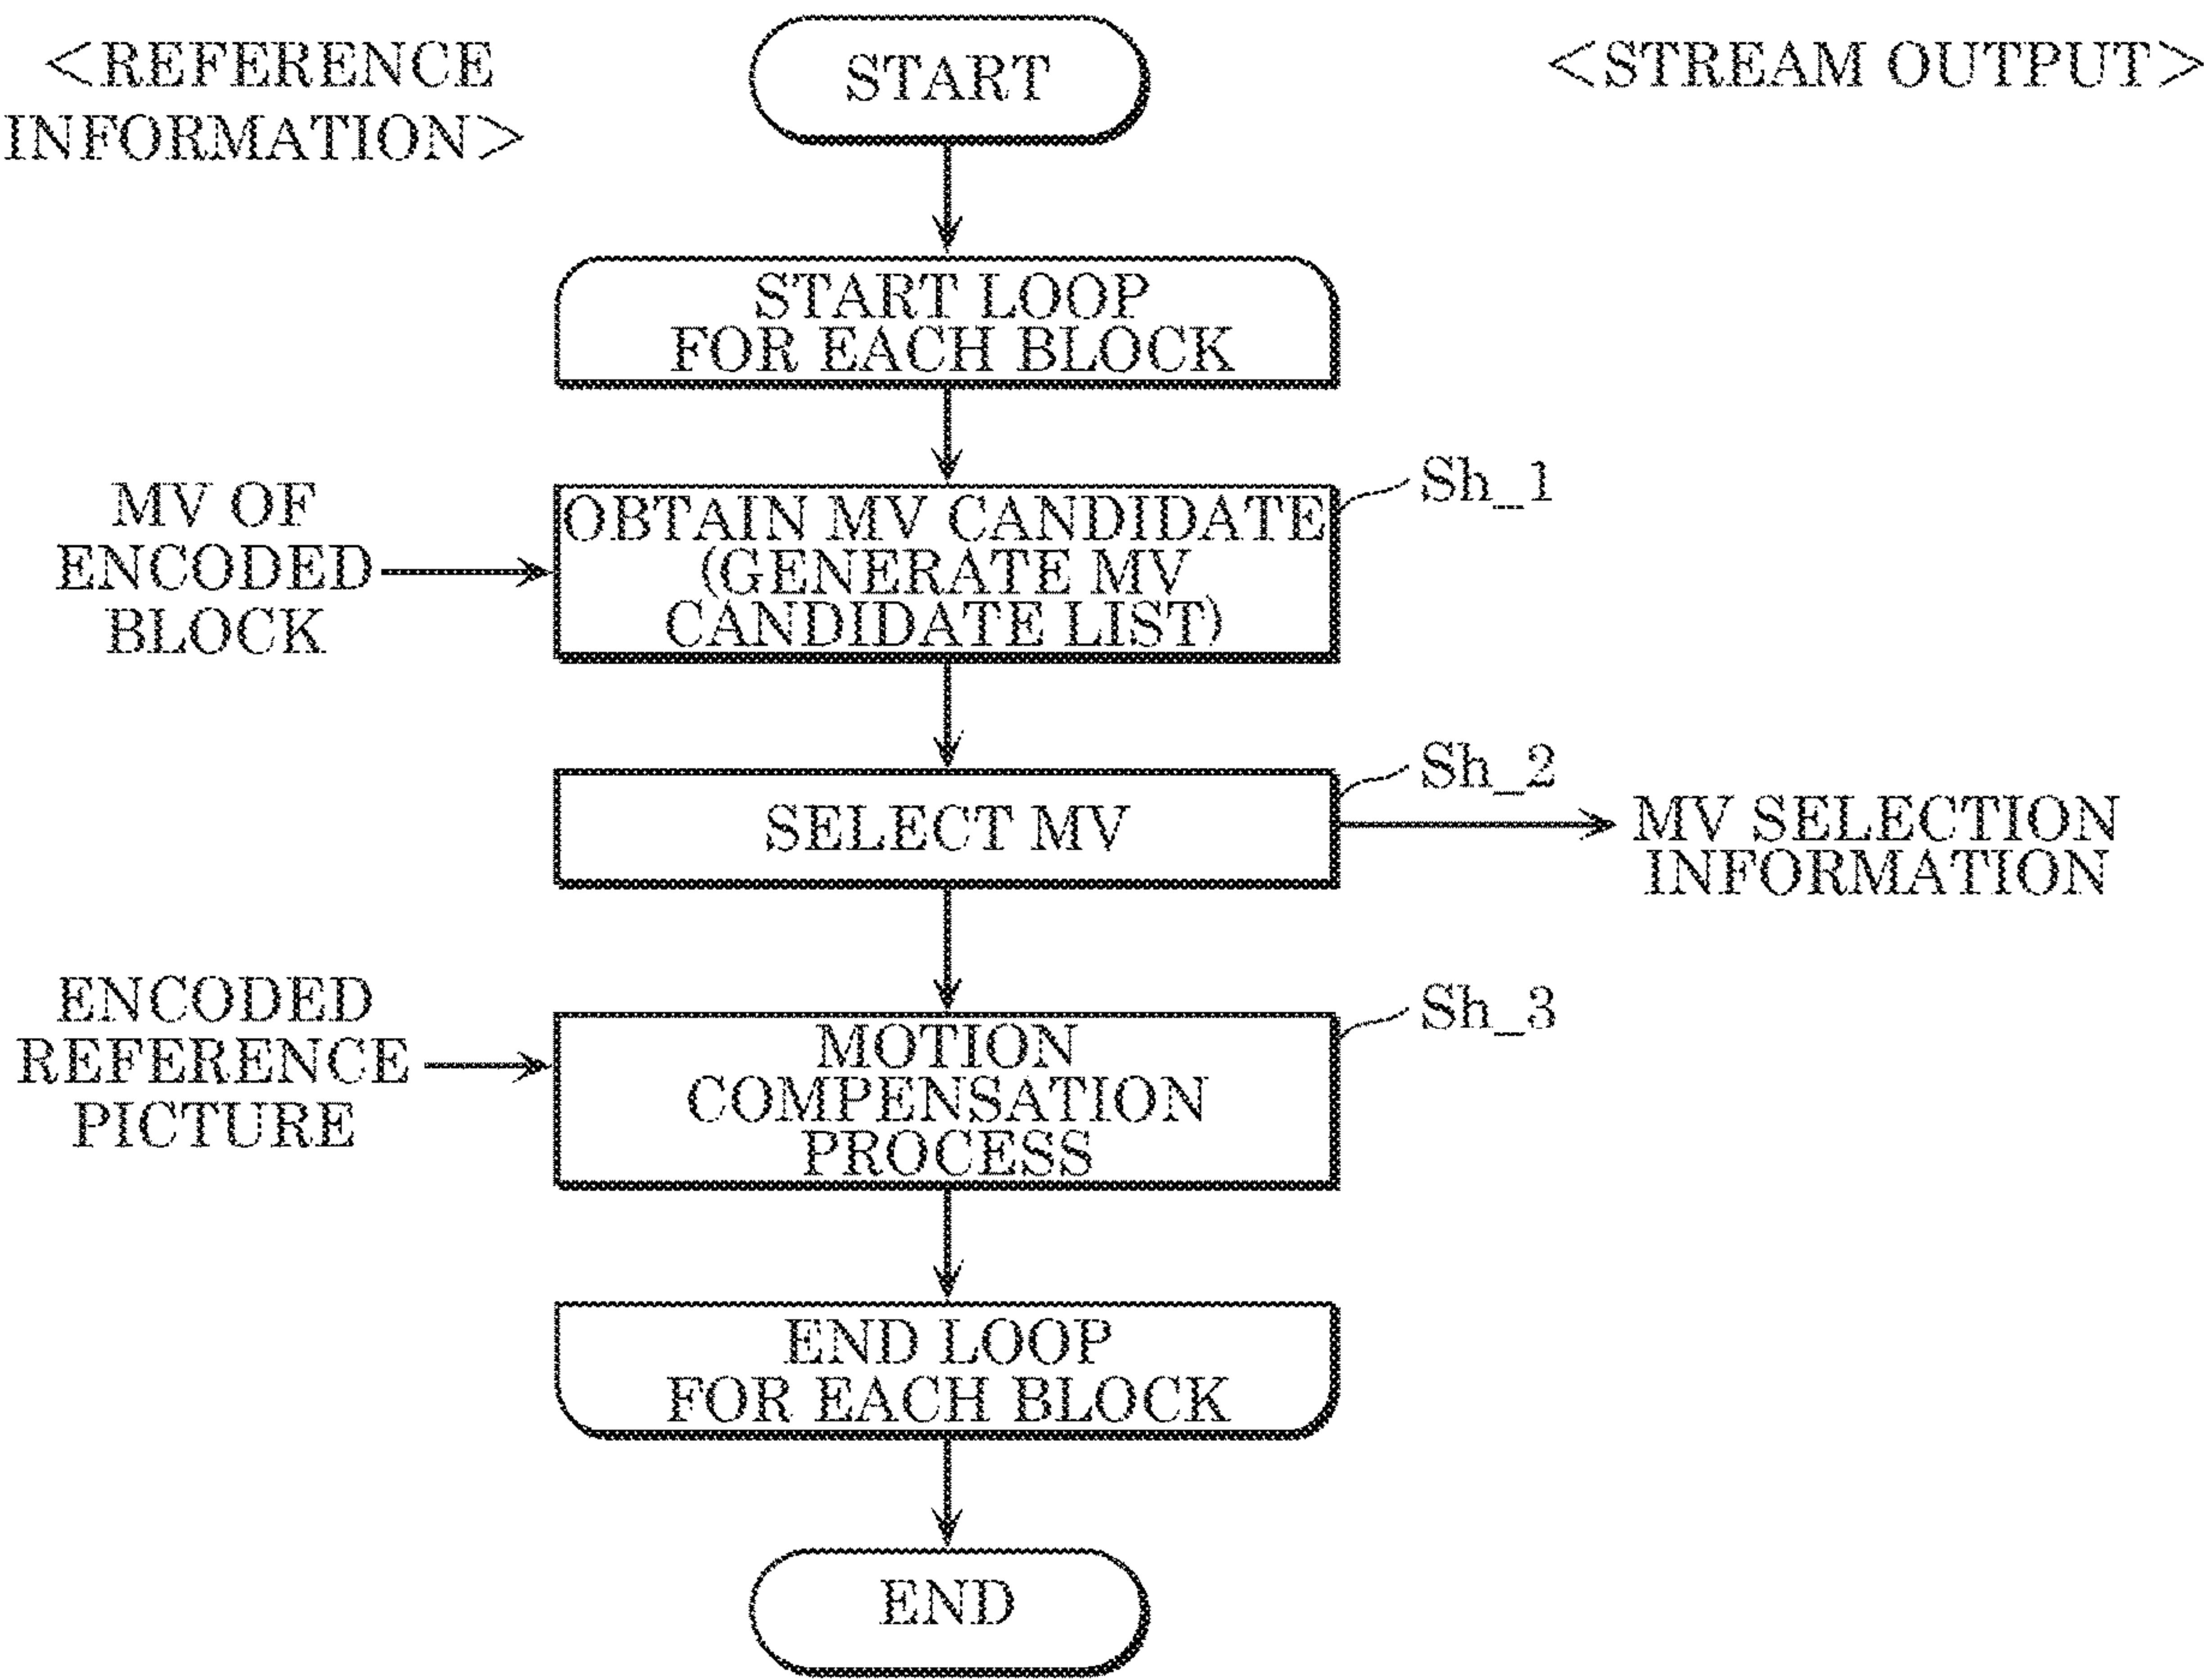 <REFERENCE
INFORMATION>
START
<STREAM OUTPUT>
START LOOP
FOR EACH BLOCK
MV OF
ENCODED
BLOCK
OBTAIN MV CANDIDATE
(GENERATE MV
CANDIDATE LIST)
Sh_1
SELECT MV
Sh_2
MV SELECTION
INFORMATION
ENCODED
REFERENCE
PICTURE
MOTION
COMPENSATION
PROCESS
Sh_3
END LOOP
FOR EACH BLOCK
END